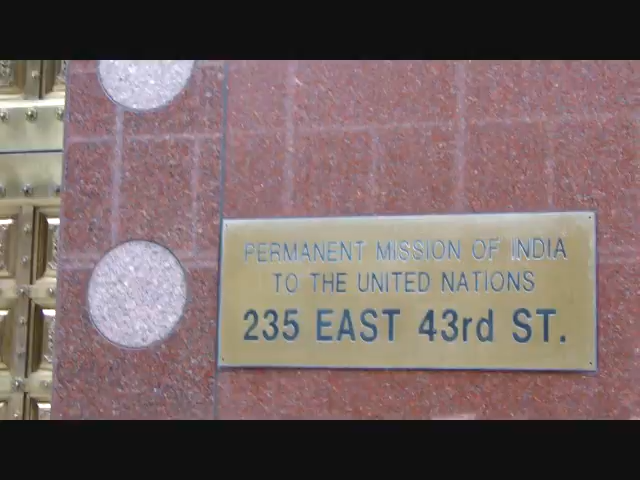 PERMANENT MISSION OF INDIA
TO THE UNITED NATIONS
235 EAST 43rd ST.